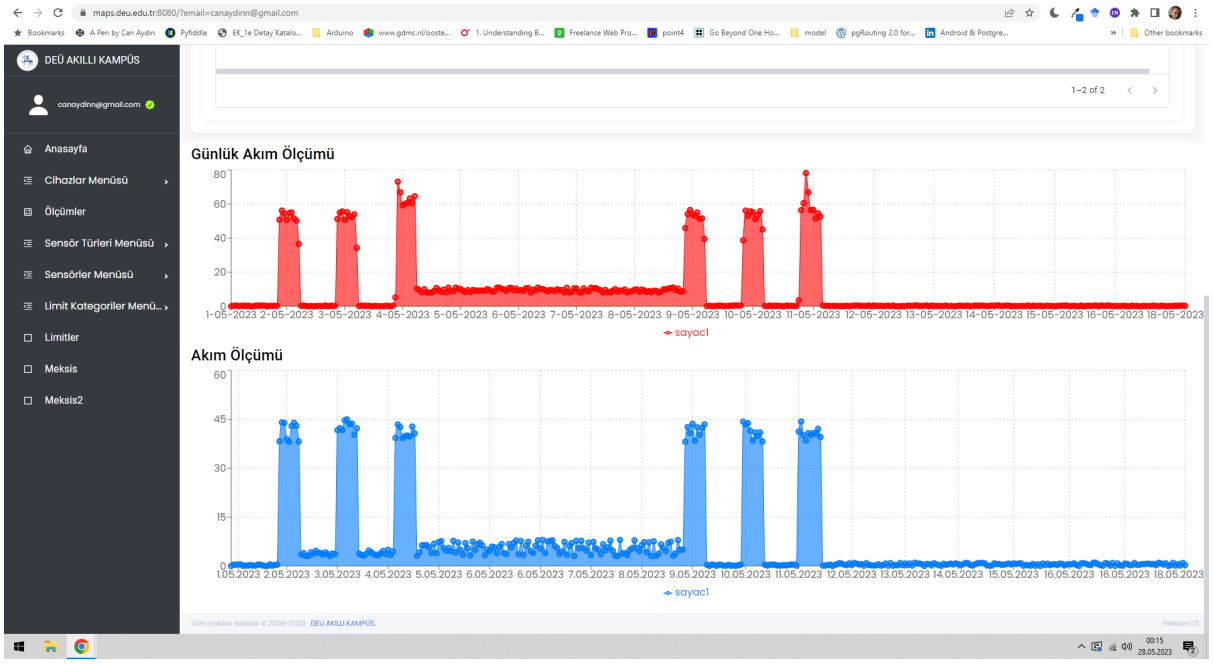 maps.deu.edu.tr:8080/?email=canaydinn@gmail.com
Bookmarks A Pen by Can Aydın Pyfiddle EK_1e Detay Katalo... Arduino www.gdmc.nl/ooste... 1. Understanding B... Freelance Web Pro... point4 Go Beyond One Ho... model pgRouting 2.0 for... Android & Postgre... » Other bookmarks
DEÜ AKILLI KAMPÜS
canaydinn@gmail.com
Anasayfa
Cihazlar Menüsü
Ölçümler
Sensör Türleri Menüsü
Sensörler Menüsü
Limit Kategoriler Menü...
Limitler
Meksis
Meksis2
1–2 of 2
Günlük Akım Ölçümü
80
60
40
20
0
1-05-2023 2-05-2023 3-05-2023 4-05-2023 5-05-2023 6-05-2023 7-05-2023 8-05-2023 9-05-2023 10-05-2023 11-05-2023 12-05-2023 13-05-2023 14-05-2023 15-05-2023 16-05-2023 18-05-2023
sayac1
Akım Ölçümü
60
45
30
15
0
1.05.2023 2.05.2023 3.05.2023 4.05.2023 5.05.2023 6.05.2023 6.05.2023 7.05.2023 8.05.2023 9.05.2023 10.05.2023 11.05.2023 12.05.2023 13.05.2023 14.05.2023 15.05.2023 16.05.2023 16.05.2023 18.05.2023
sayac1
Tüm hakları saklıdır © 2008-2022 DEU AKILLI KAMPÜS.
Version 1.0
00:15
28.05.2023
2